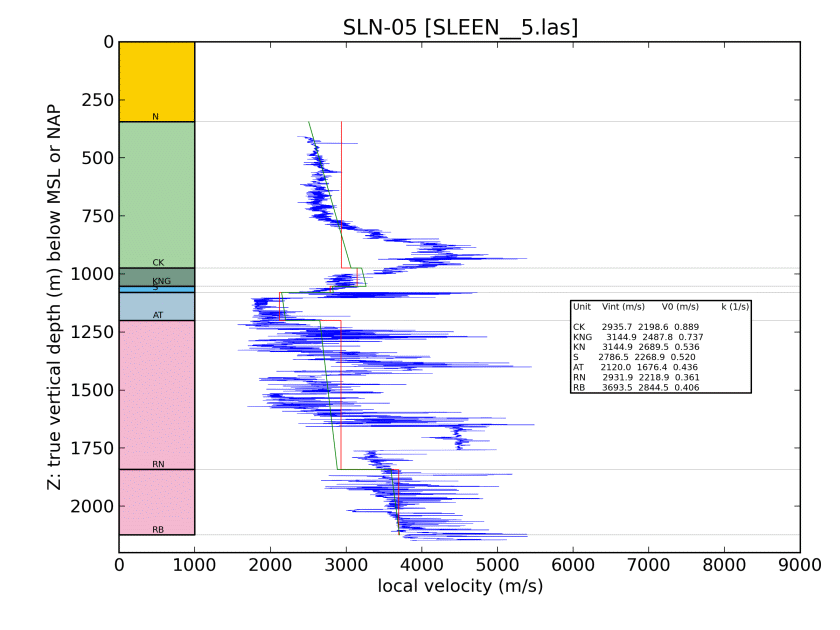 SLN-05 [SLEEN__5.las]
0
250
500
750
1000
1250
1500
1750
2000
Z: true vertical depth (m) below MSL or NAP
N
CK
KNG
S
AT
RN
RB
Unit Vint (m/s) V0 (m/s) k (1/s)
CK 2935.7 2198.6 0.889
KNG 3144.9 2487.8 0.737
KN 3144.9 2689.5 0.536
S 2786.5 2268.9 0.520
AT 2120.0 1676.4 0.436
RN 2931.9 2218.9 0.361
RB 3693.5 2844.5 0.406
0 1000 2000 3000 4000 5000 6000 7000 8000 9000
local velocity (m/s)